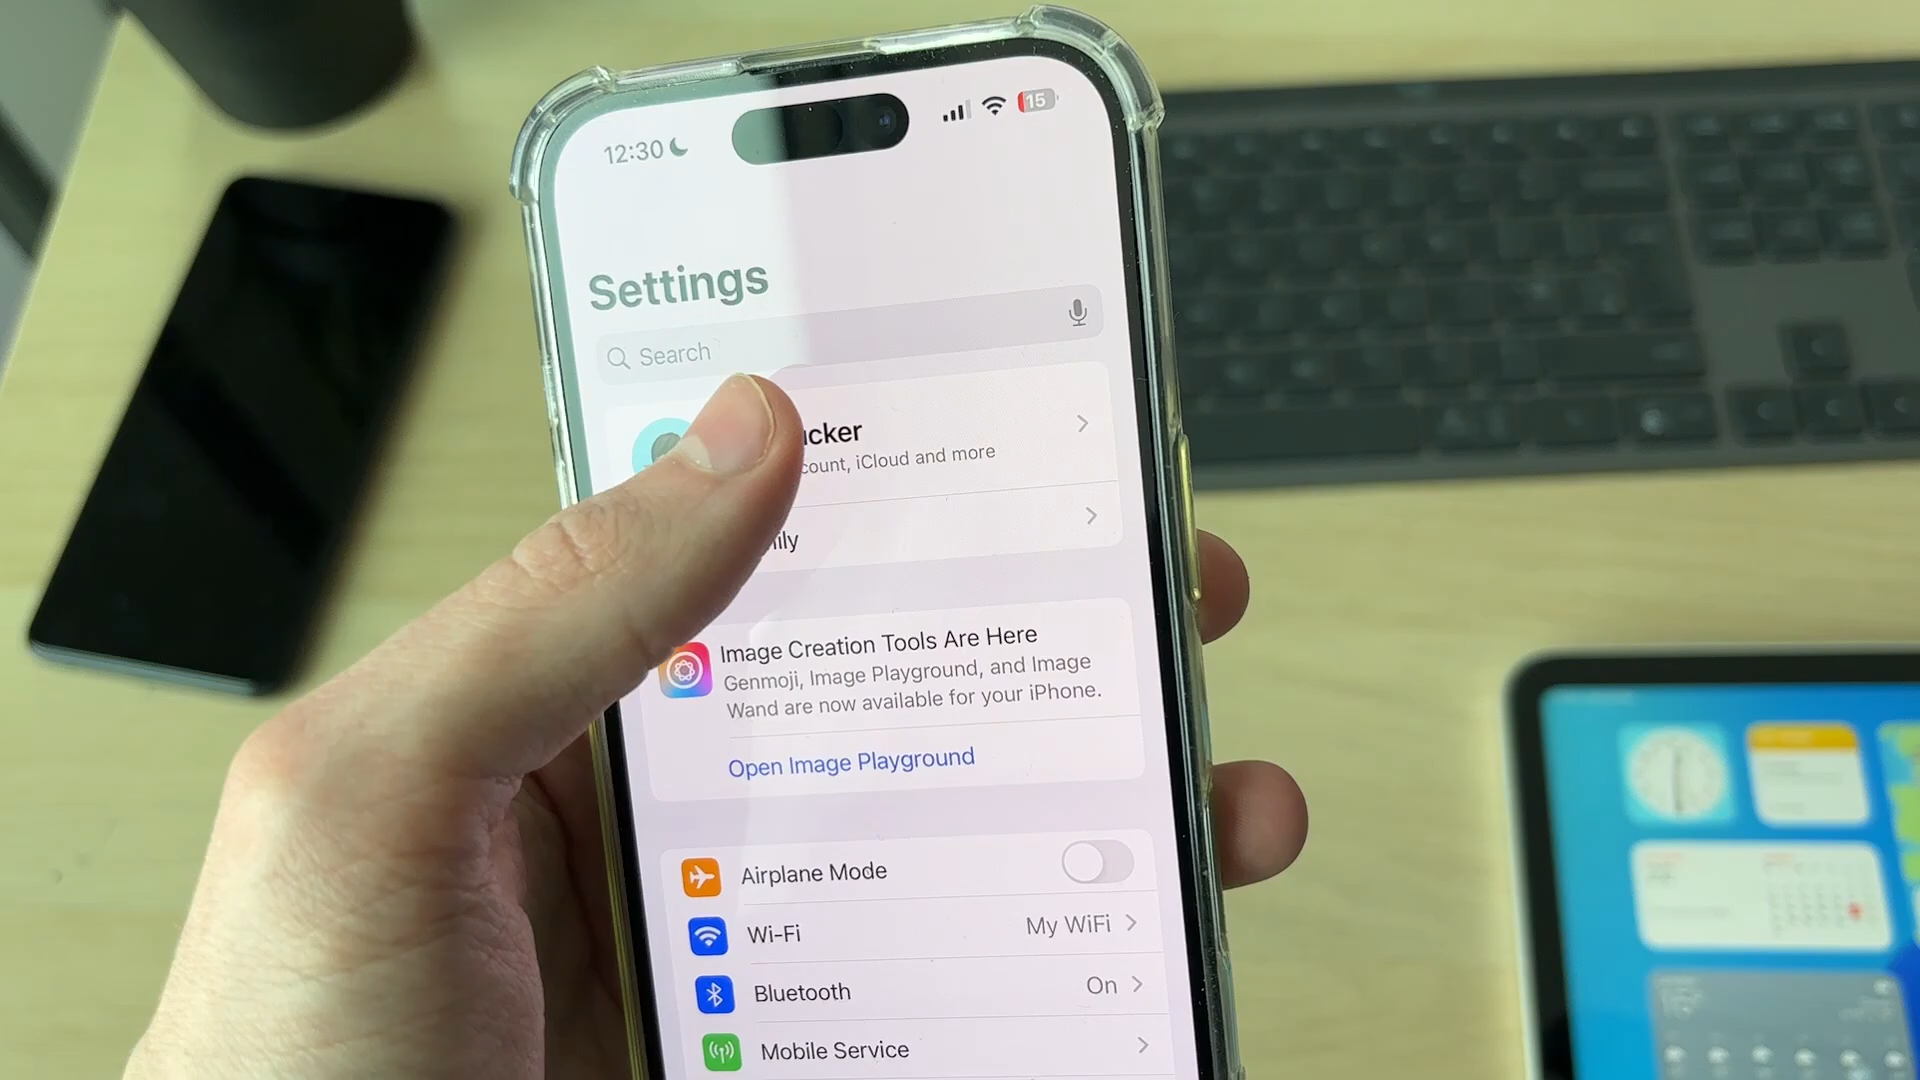 12:30
15
Settings
Search
cker
count, iCloud and more
ily
Image Creation Tools Are Here
Genmoji, Image Playground, and Image
Wand are now available for your iPhone.
Open Image Playground
Airplane Mode
Wi-Fi
My WiFi
Bluetooth
On
Mobile Service